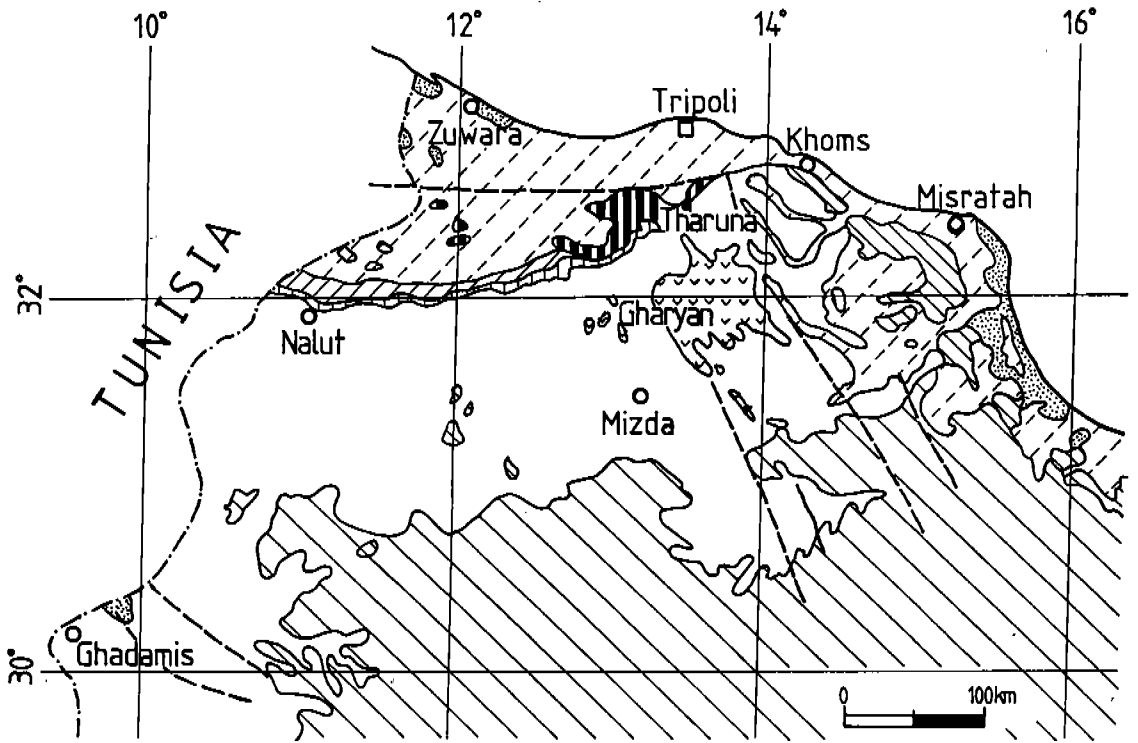 10°
12°
14°
16°
Tripoli
Zuwara
Khoms
Misratah
Tharuna
TUNISIA
32°
Gharyan
Nalut
Mizda
Ghadamis
30°
0
100km